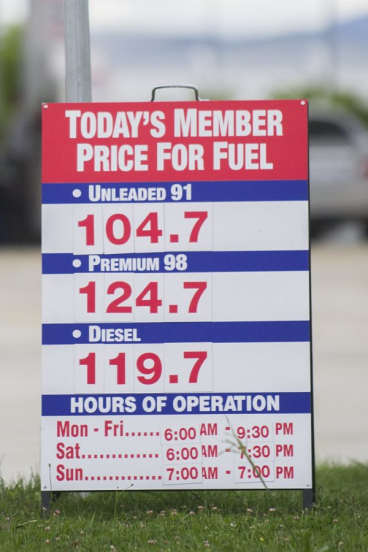 TODAY'S MEMBER
PRICE FOR FUEL
• UNLEADED 91
104.7
• PREMIUM 98
124.7
• DIESEL
119.7
HOURS OF OPERATION
Mon - Fri...... 6:00 AM - 9:30 PM
Sat............. 6:00 AM - 7:30 PM
Sun............. 7:00 AM - 7:00 PM